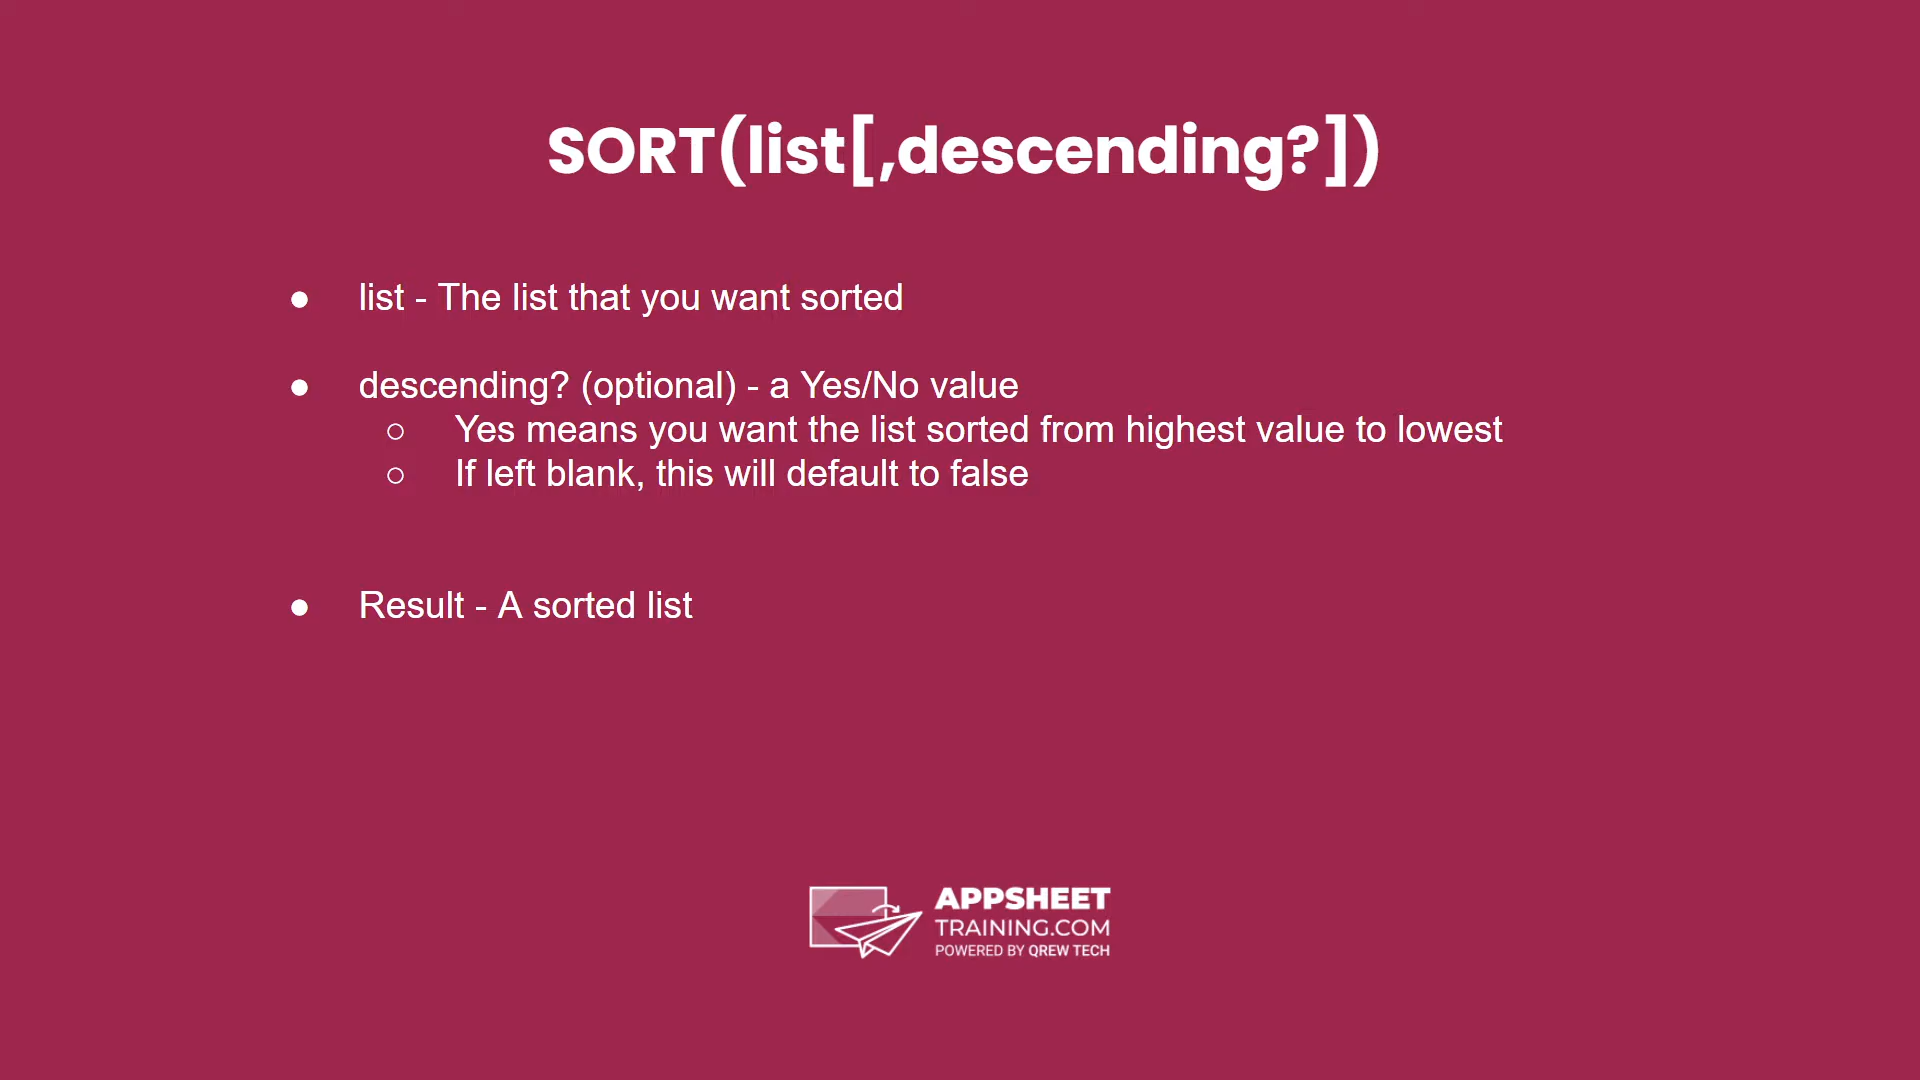 SORT(list[,descending?])
● list - The list that you want sorted
● descending? (optional) - a Yes/No value
○ Yes means you want the list sorted from highest value to lowest
○ If left blank, this will default to false
● Result - A sorted list
APPSHEET
TRAINING.COM
POWERED BY QREW TECH